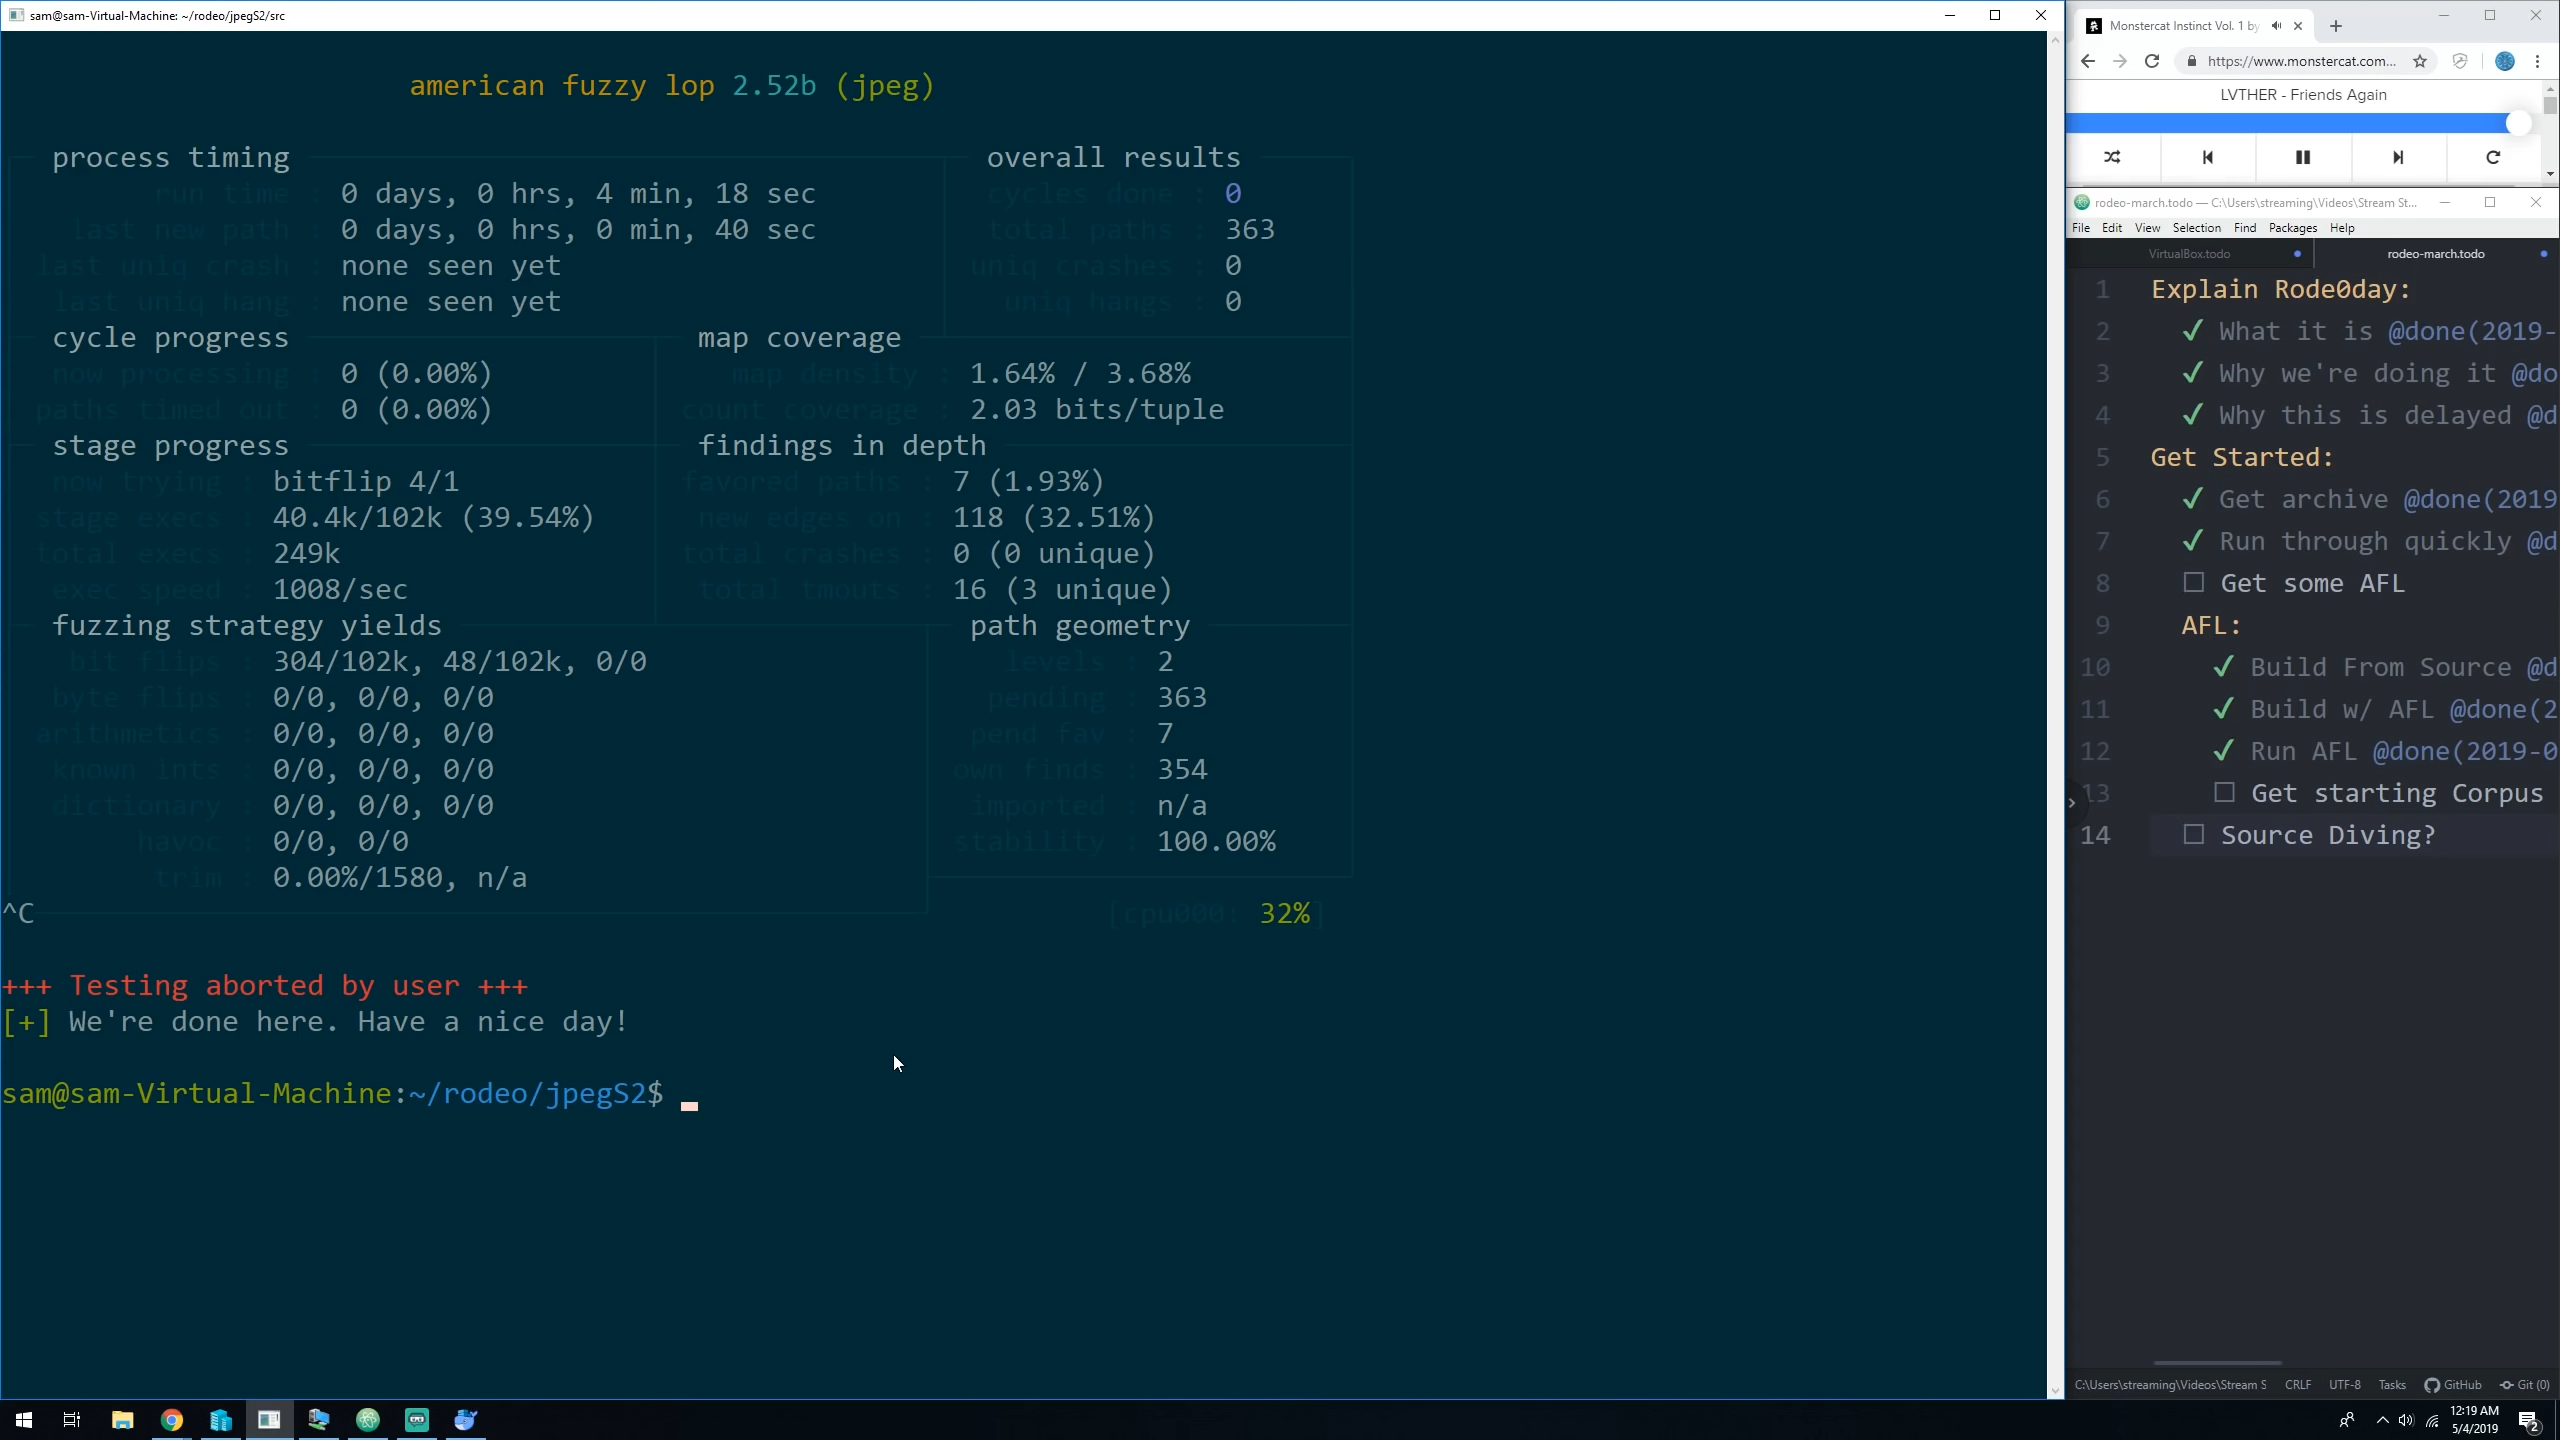 sam@sam-Virtual-Machine: ~/rodeo/jpegS2/src
american fuzzy lop 2.52b (jpeg)
process timing
run time : 0 days, 0 hrs, 4 min, 18 sec
last new path : 0 days, 0 hrs, 0 min, 40 sec
last uniq crash : none seen yet
last uniq hang : none seen yet
overall results
cycles done : 0
total paths : 363
uniq crashes : 0
uniq hangs : 0
cycle progress
now processing : 0 (0.00%)
paths timed out : 0 (0.00%)
map coverage
map density : 1.64% / 3.68%
count coverage : 2.03 bits/tuple
stage progress
now trying : bitflip 4/1
stage execs : 40.4k/102k (39.54%)
total execs : 249k
exec speed : 1008/sec
findings in depth
favored paths : 7 (1.93%)
new edges on : 118 (32.51%)
total crashes : 0 (0 unique)
total tmouts : 16 (3 unique)
fuzzing strategy yields
bit flips : 304/102k, 48/102k, 0/0
byte flips : 0/0, 0/0, 0/0
arithmetics : 0/0, 0/0, 0/0
known ints : 0/0, 0/0, 0/0
dictionary : 0/0, 0/0, 0/0
havoc : 0/0, 0/0
trim : 0.00%/1580, n/a
path geometry
levels : 2
pending : 363
pend fav : 7
own finds : 354
imported : n/a
stability : 100.00%
^C
[cpu000: 32%]
+++ Testing aborted by user +++
[+] We're done here. Have a nice day!
sam@sam-Virtual-Machine:~/rodeo/jpegS2$
Monstercat Instinct Vol. 1 by
https://www.monstercat.com...
LVTHER - Friends Again
rodeo-march.todo — C:\Users\streaming\Videos\Stream St...
File Edit View Selection Find Packages Help
VirtualBox.todo
rodeo-march.todo
1 Explain Rode0day:
2 ✓ What it is @done(2019-
3 ✓ Why we're doing it @do
4 ✓ Why this is delayed @d
5 Get Started:
6 ✓ Get archive @done(2019
7 ✓ Run through quickly @d
8 ☐ Get some AFL
9 AFL:
10 ✓ Build From Source @d
11 ✓ Build w/ AFL @done(2
12 ✓ Run AFL @done(2019-0
13 ☐ Get starting Corpus
14 ☐ Source Diving?
C:\Users\streaming\Videos\Stream S CRLF UTF-8 Tasks GitHub Git (0)
12:19 AM
5/4/2019
2